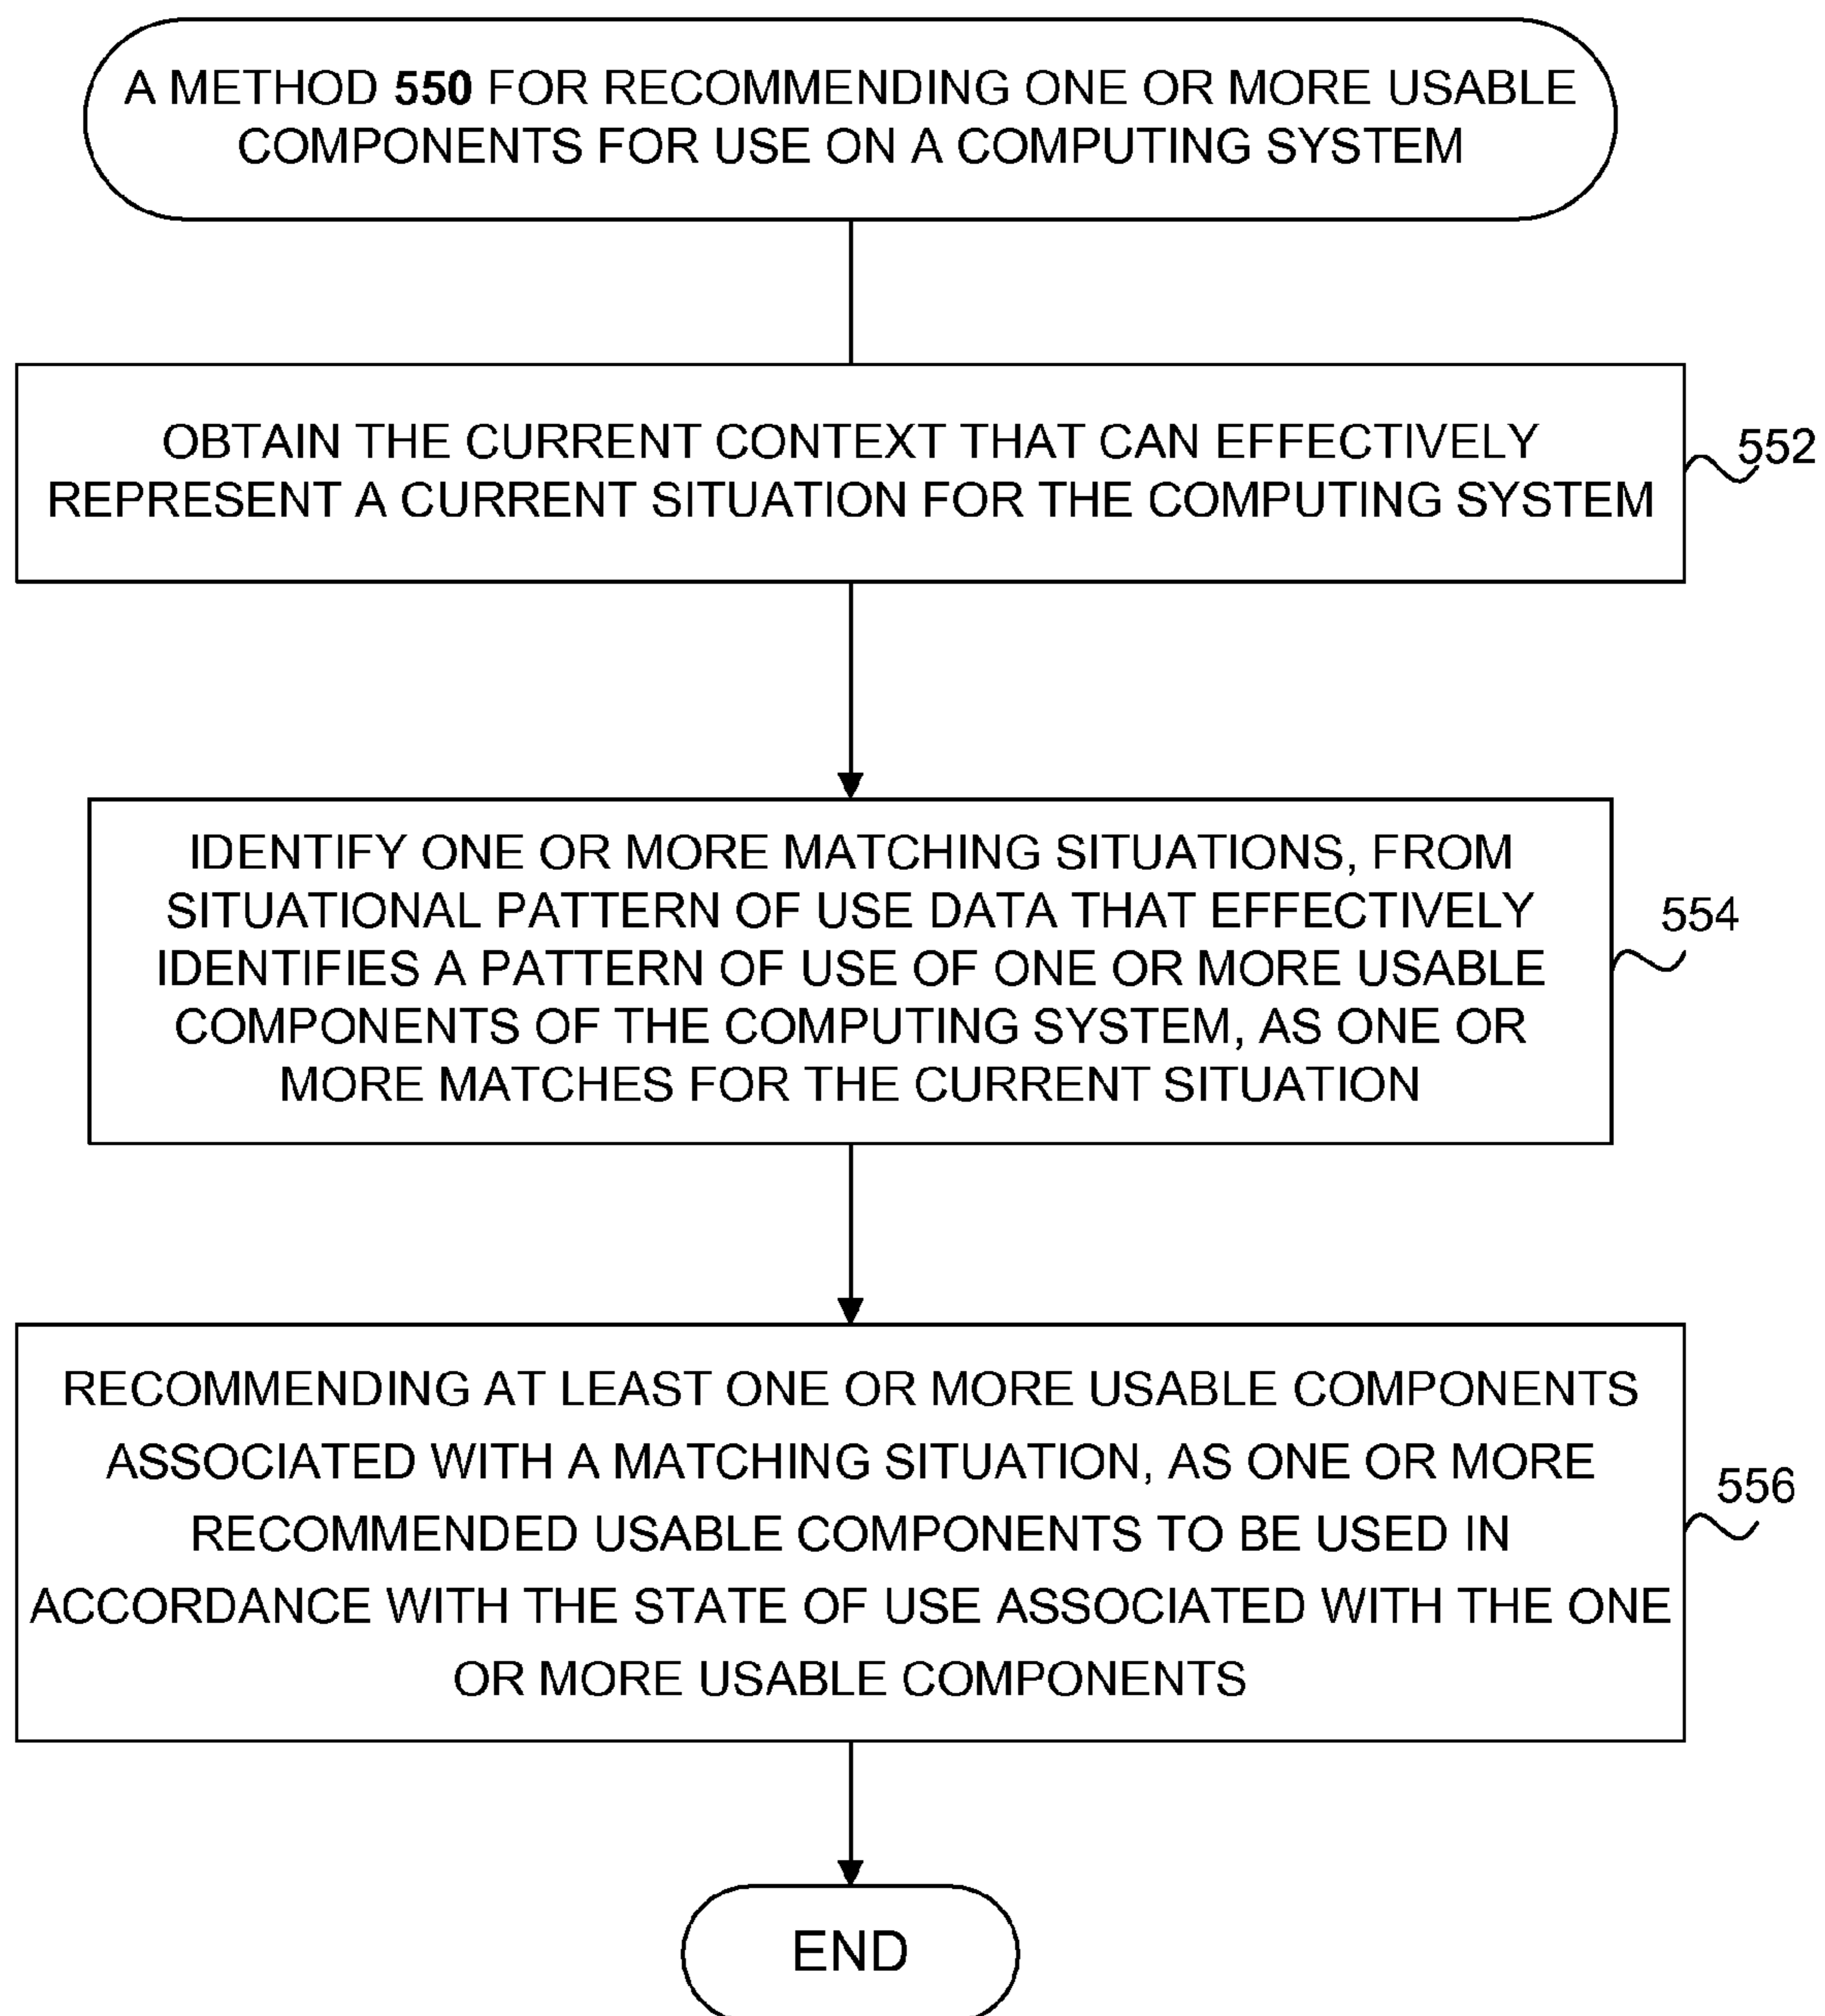 A METHOD 550 FOR RECOMMENDING ONE OR MORE USABLE
COMPONENTS FOR USE ON A COMPUTING SYSTEM
OBTAIN THE CURRENT CONTEXT THAT CAN EFFECTIVELY
REPRESENT A CURRENT SITUATION FOR THE COMPUTING SYSTEM
552
IDENTIFY ONE OR MORE MATCHING SITUATIONS, FROM
SITUATIONAL PATTERN OF USE DATA THAT EFFECTIVELY
IDENTIFIES A PATTERN OF USE OF ONE OR MORE USABLE
COMPONENTS OF THE COMPUTING SYSTEM, AS ONE OR
MORE MATCHES FOR THE CURRENT SITUATION
554
RECOMMENDING AT LEAST ONE OR MORE USABLE COMPONENTS
ASSOCIATED WITH A MATCHING SITUATION, AS ONE OR MORE
RECOMMENDED USABLE COMPONENTS TO BE USED IN
ACCORDANCE WITH THE STATE OF USE ASSOCIATED WITH THE ONE
OR MORE USABLE COMPONENTS
556
END